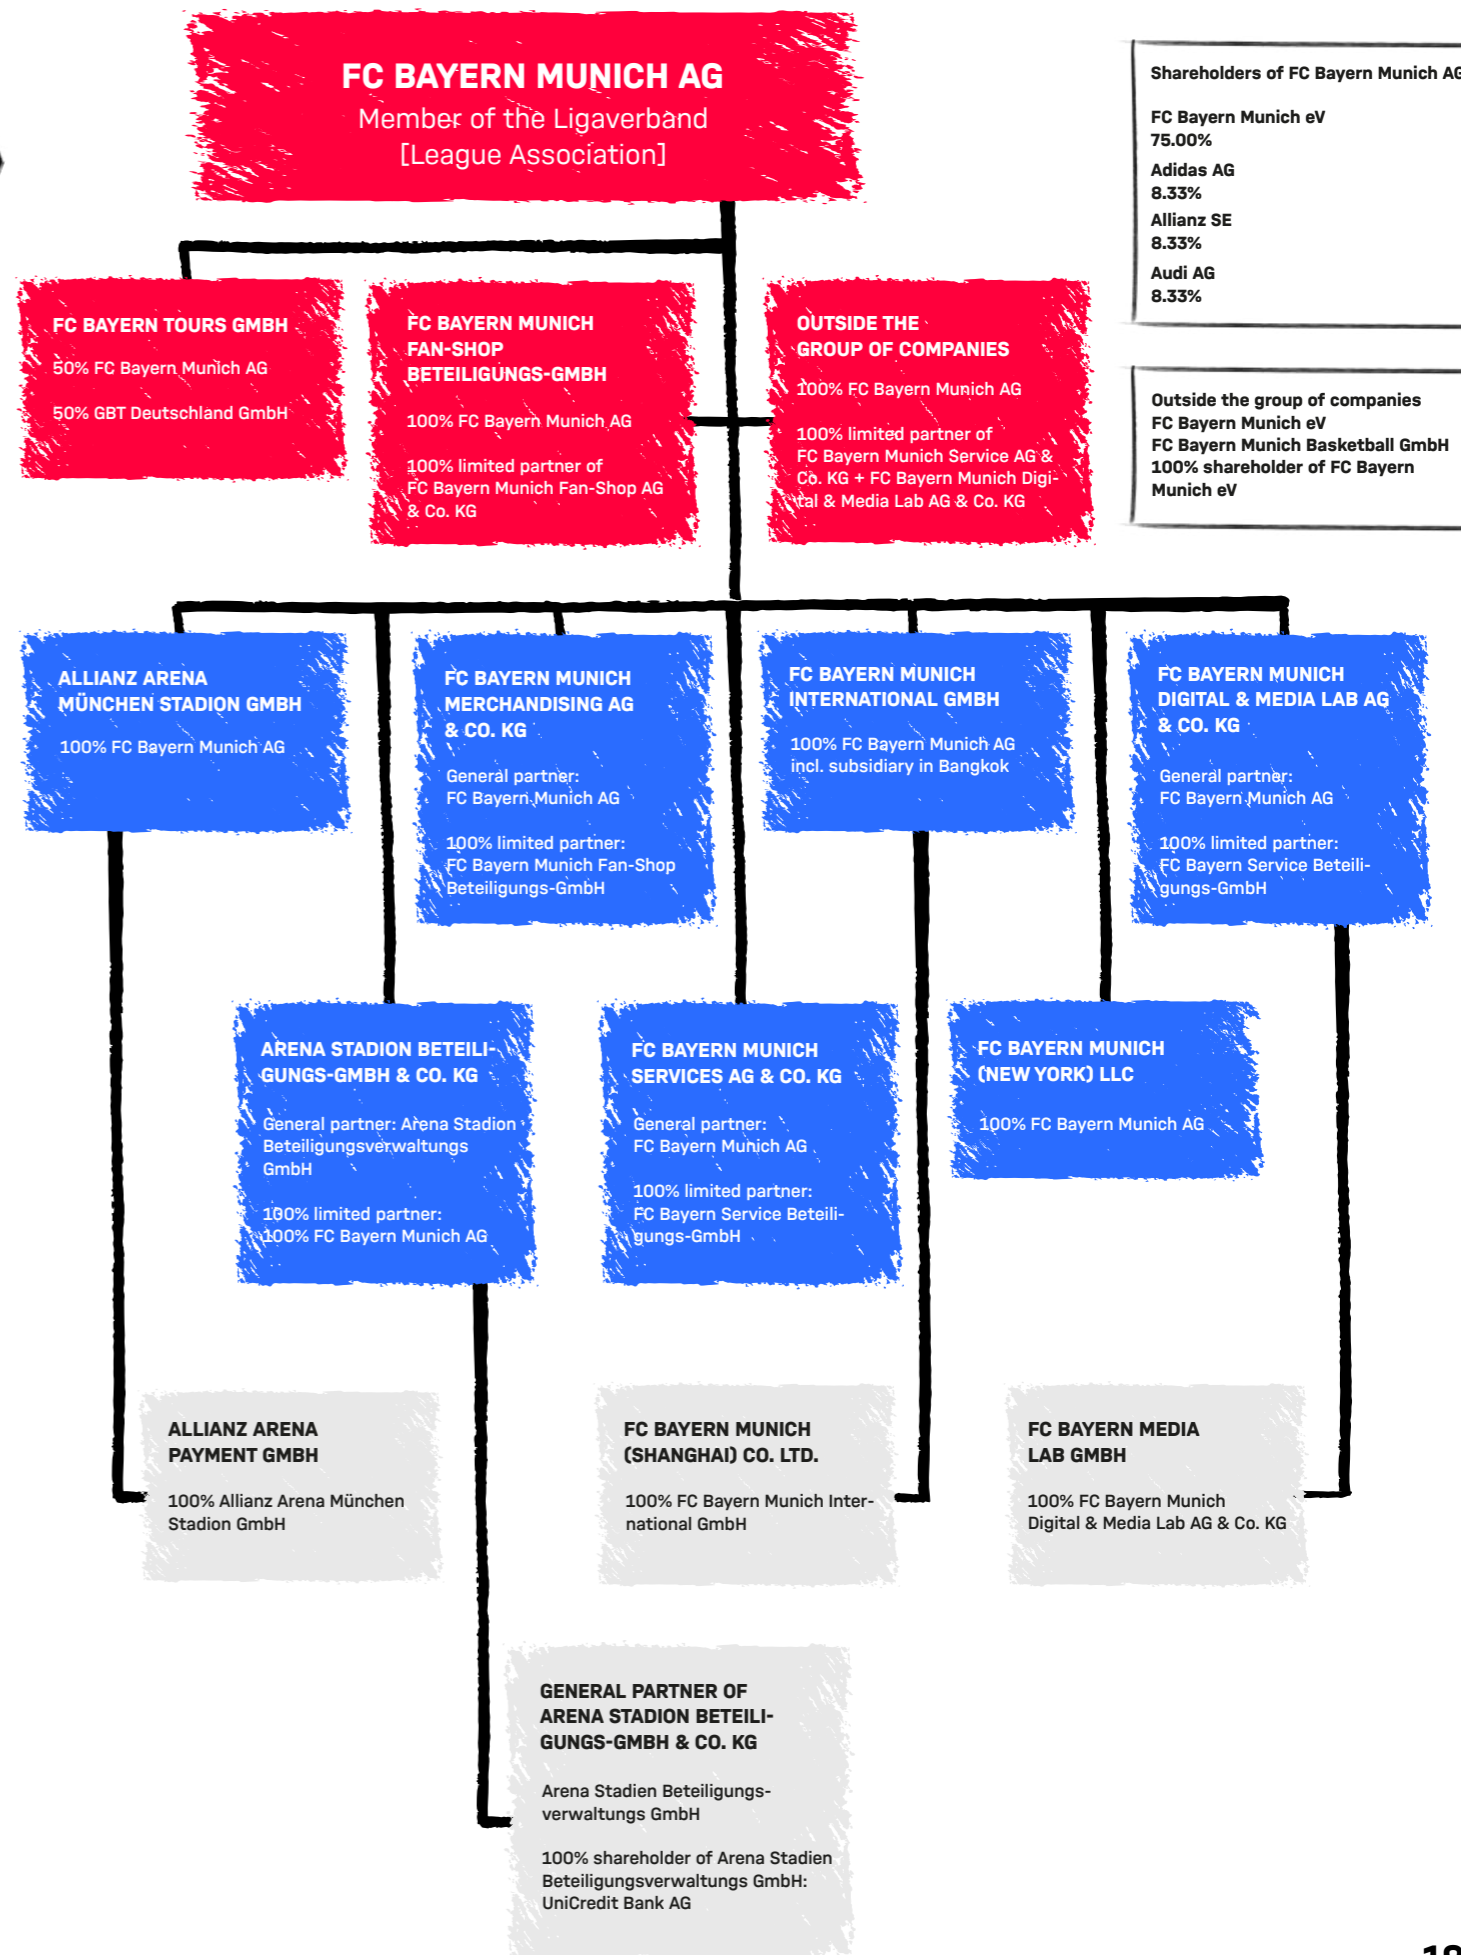 FC BAYERN MUNICH AG
Member of the Ligaverband
[League Association]
Shareholders of FC Bayern Munich AG
FC Bayern Munich eV
75.00%
Adidas AG
8.33%
Allianz SE
8.33%
Audi AG
8.33%
FC BAYERN TOURS GMBH
50% FC Bayern Munich AG
50% GBT Deutschland GmbH
FC BAYERN MUNICH
FAN-SHOP
BETEILIGUNGS-GMBH
100% FC Bayern Munich AG
100% limited partner of
FC Bayern Munich Fan-Shop AG
& Co. KG
OUTSIDE THE
GROUP OF COMPANIES
100% FC Bayern Munich AG
100% limited partner of
FC Bayern Munich Service AG &
Co. KG + FC Bayern Munich Digi-
tal & Media Lab AG & Co. KG
Outside the group of companies
FC Bayern Munich eV
FC Bayern Munich Basketball GmbH
100% shareholder of FC Bayern
Munich eV
ALLIANZ ARENA
MÜNCHEN STADION GMBH
100% FC Bayern Munich AG
FC BAYERN MUNICH
MERCHANDISING AG
& CO. KG
General partner:
FC Bayern Munich AG
100% limited partner:
FC Bayern Munich Fan-Shop
Beteiligungs-GmbH
FC BAYERN MUNICH
INTERNATIONAL GMBH
100% FC Bayern Munich AG
incl. subsidiary in Bangkok
FC BAYERN MUNICH
DIGITAL & MEDIA LAB AG
& CO. KG
General partner:
FC Bayern Munich AG
100% limited partner:
FC Bayern Service Beteili-
gungs-GmbH
ARENA STADION BETEILI-
GUNGS-GMBH & CO. KG
General partner: Arena Stadion
Beteiligungsverwaltungs
GmbH
100% limited partner:
100% FC Bayern Munich AG
FC BAYERN MUNICH
SERVICES AG & CO. KG
General partner:
FC Bayern Munich AG
100% limited partner:
FC Bayern Service Beteili-
gungs-GmbH
FC BAYERN MUNICH
(NEW YORK) LLC
100% FC Bayern Munich AG
ALLIANZ ARENA
PAYMENT GMBH
100% Allianz Arena München
Stadion GmbH
FC BAYERN MUNICH
(SHANGHAI) CO. LTD.
100% FC Bayern Munich Inter-
national GmbH
FC BAYERN MEDIA
LAB GMBH
100% FC Bayern Munich
Digital & Media Lab AG & Co. KG
GENERAL PARTNER OF
ARENA STADION BETEILI-
GUNGS-GMBH & CO. KG
Arena Stadien Beteiligungs-
verwaltungs GmbH
100% shareholder of Arena Stadien
Beteiligungsverwaltungs GmbH:
UniCredit Bank AG